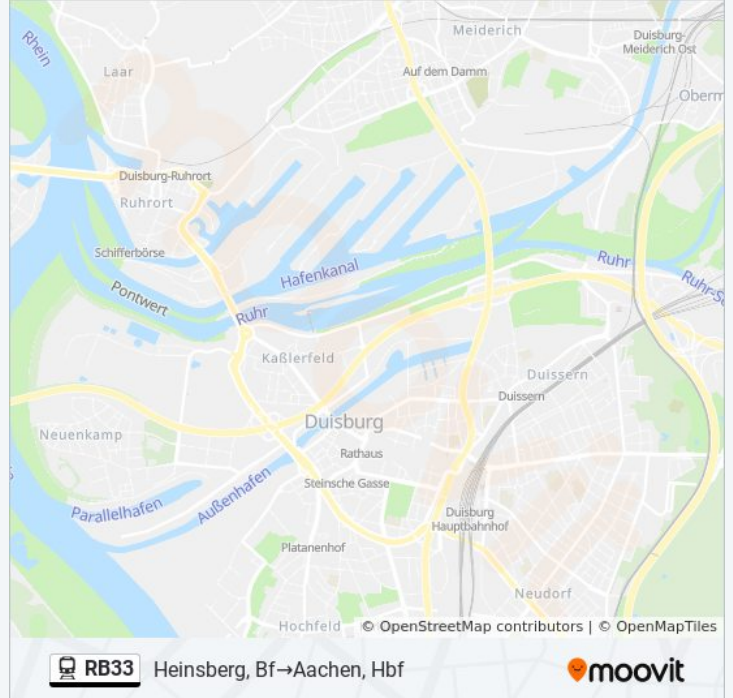 Rhein
Meiderich
Duisburg-
Meiderich Ost
Laar
Auf dem Damm
Oberm
Duisburg-Ruhrort
Ruhrort
Schifferbörse
Hafenkanal
Ruhr
Pontwert
Ruhr
Ruhr-S
Kaßlerfeld
Duissern
Duissern
Duisburg
Neuenkamp
Rathaus
Steinsche Gasse
Außenhafen
Parallelhafen
Duisburg
Hauptbahnhof
Platanenhof
Neudorf
Hochfeld
© OpenStreetMap contributors | © OpenMapTiles
RB33 Heinsberg, Bf→Aachen, Hbf
moovit